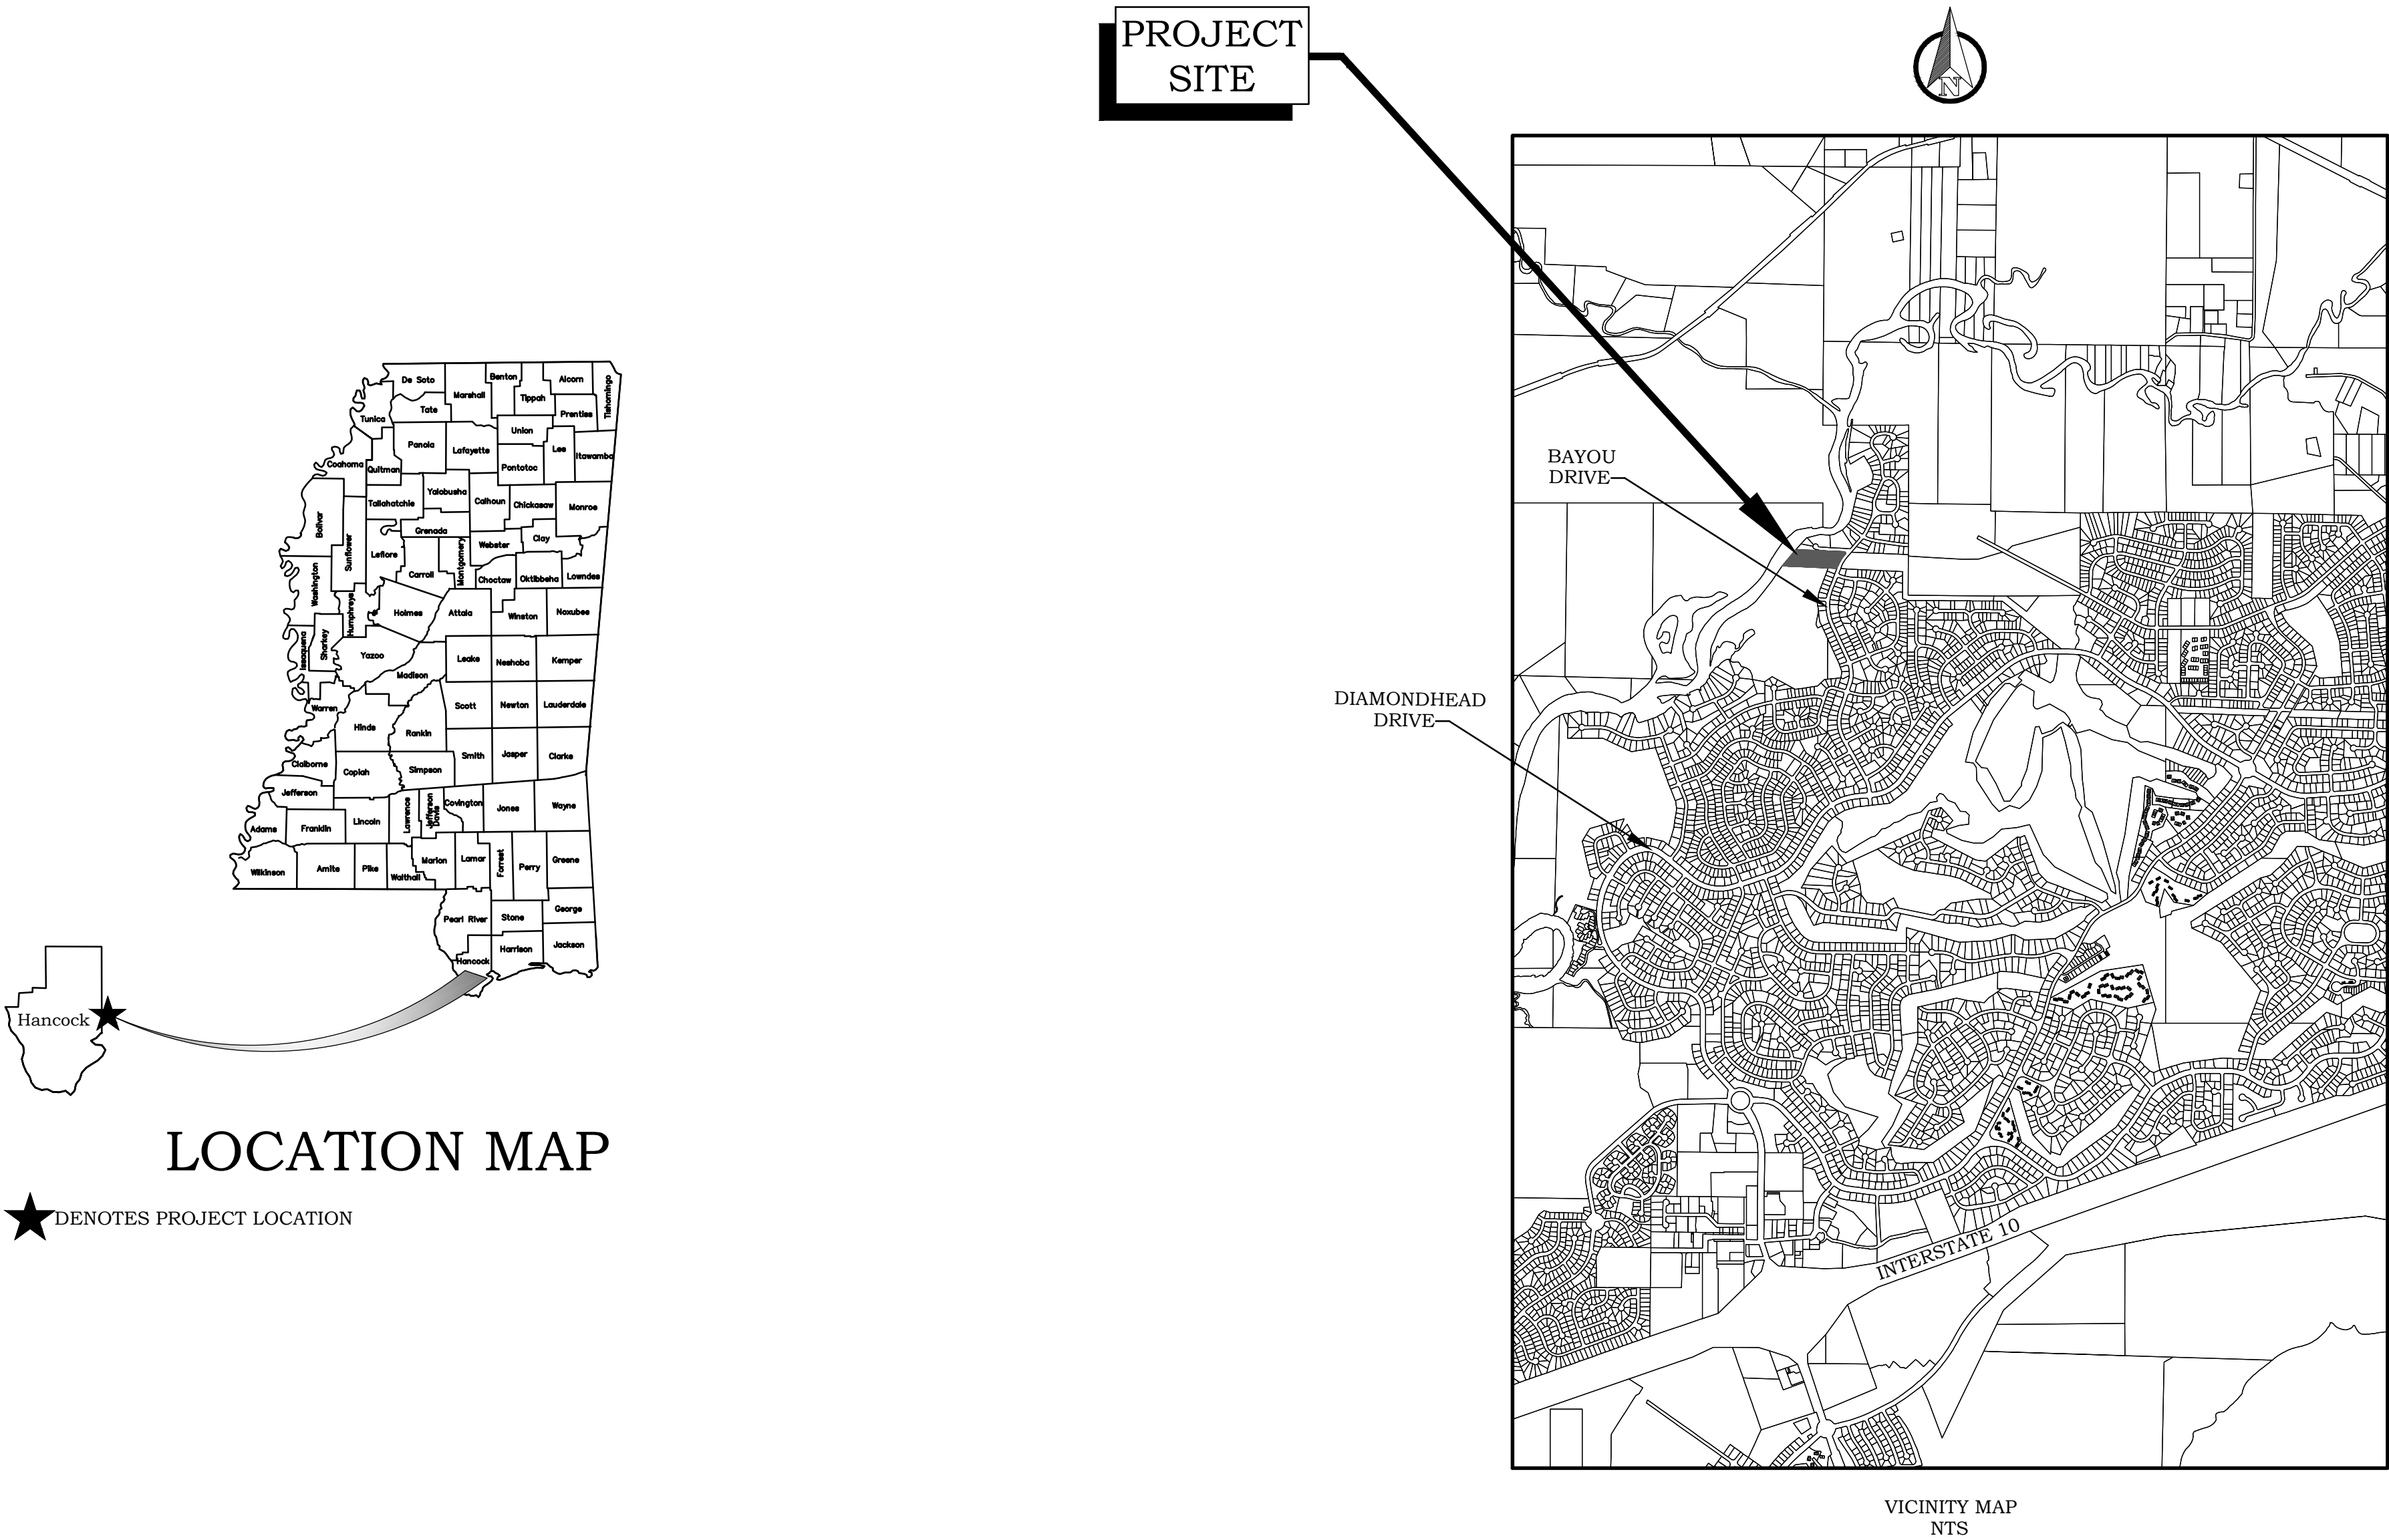 PROJECT
SITE
N
BAYOU
DRIVE
DIAMONDHEAD
DRIVE
INTERSTATE 10
VICINITY MAP
NTS
De Soto
Marshall
Benton
Tippah
Alcorn
Tishomingo
Tunica
Tate
Prentiss
Union
Panola
Lafayette
Lee
Itawamba
Coahoma
Quitman
Pontotoc
Yalobusha
Tallahatchie
Calhoun
Chickasaw
Monroe
Bolivar
Sunflower
Grenada
Leflore
Webster
Clay
Montgomery
Carroll
Choctaw
Oktibbeha
Lowndes
Washington
Humphreys
Holmes
Attala
Winston
Noxubee
Issaquena
Sharkey
Yazoo
Leake
Neshoba
Kemper
Madison
Warren
Scott
Newton
Lauderdale
Hinds
Rankin
Smith
Jasper
Clarke
Claiborne
Copiah
Simpson
Jefferson
Lawrence
Jefferson
Davis
Covington
Jones
Wayne
Adams
Franklin
Lincoln
Wilkinson
Amite
Pike
Walthall
Marion
Lamar
Forrest
Perry
Greene
Pearl River
Stone
George
Hancock
Harrison
Jackson
Hancock
LOCATION MAP
DENOTES PROJECT LOCATION